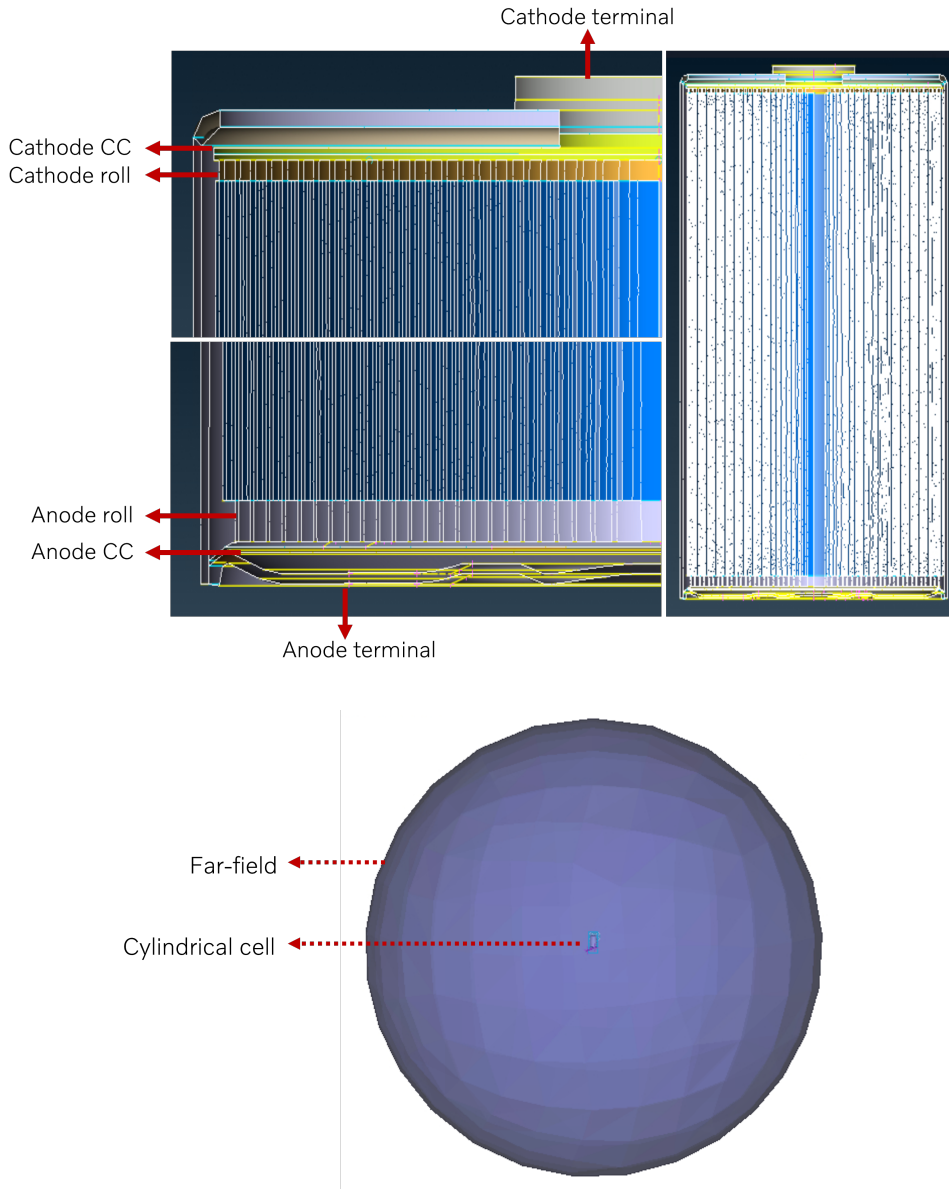 Cathode terminal
Cathode CC
Cathode roll
Anode roll
Anode CC
Anode terminal
Far-field
Cylindrical cell